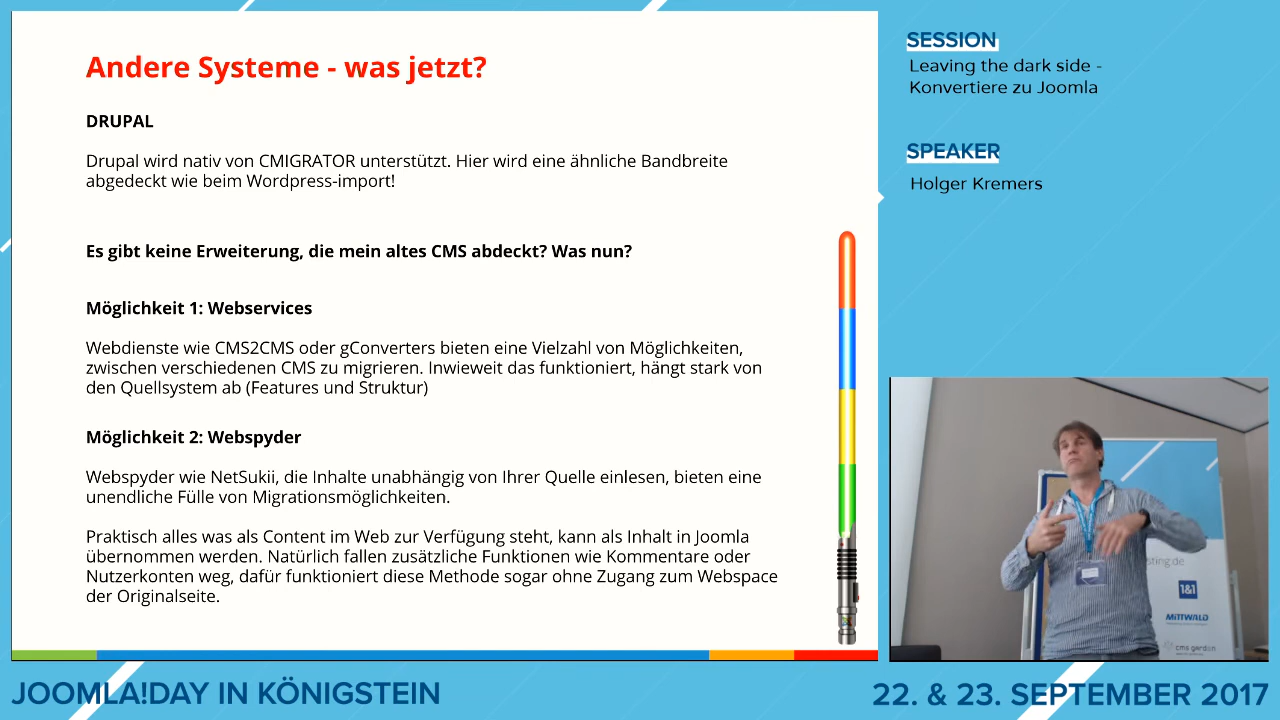 Andere Systeme - was jetzt?
DRUPAL
Drupal wird nativ von CMIGRATOR unterstützt. Hier wird eine ähnliche Bandbreite
abgedeckt wie beim Wordpress-import!
Es gibt keine Erweiterung, die mein altes CMS abdeckt? Was nun?
Möglichkeit 1: Webservices
Webdienste wie CMS2CMS oder gConverters bieten eine Vielzahl von Möglichkeiten,
zwischen verschiedenen CMS zu migrieren. Inwieweit das funktioniert, hängt stark von
den Quellsystem ab (Features und Struktur)
Möglichkeit 2: Webspyder
Webspyder wie NetSukii, die Inhalte unabhängig von Ihrer Quelle einlesen, bieten eine
unendliche Fülle von Migrationsmöglichkeiten.
Praktisch alles was als Content im Web zur Verfügung steht, kann als Inhalt in Joomla
übernommen werden. Natürlich fallen zusätzliche Funktionen wie Kommentare oder
Nutzerkonten weg, dafür funktioniert diese Methode sogar ohne Zugang zum Webspace
der Originalseite.
SESSION
Leaving the dark side -
Konvertiere zu Joomla
SPEAKER
Holger Kremers
sting.de
1&1
MITTWALD
cms garden
JOOMLA!DAY IN KÖNIGSTEIN
22. & 23. SEPTEMBER 2017